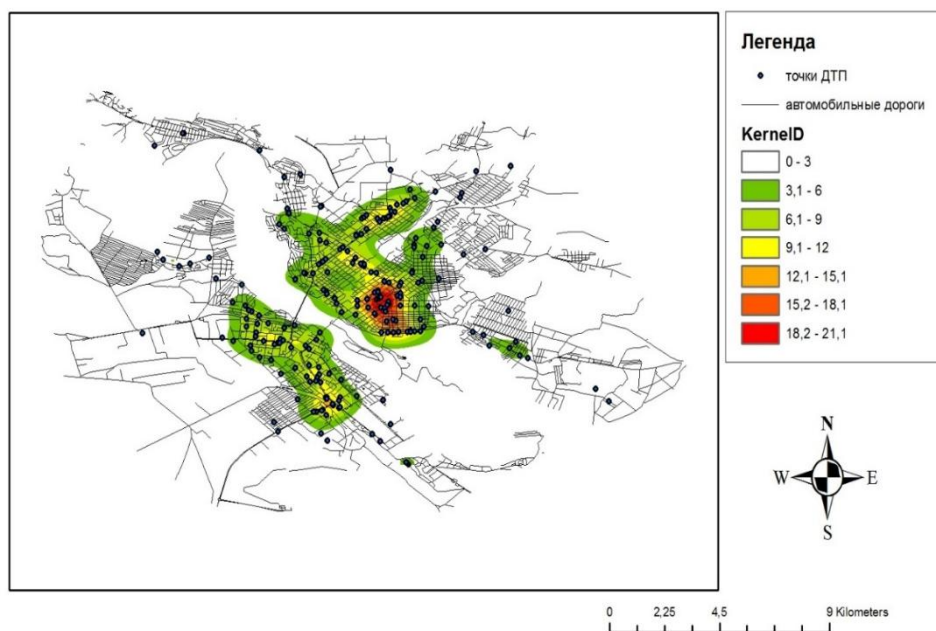 Легенда
точки ДТП
автомобильные дороги
KernelD
0 - 3
3,1 - 6
6,1 - 9
9,1 - 12
12,1 - 15,1
15,2 - 18,1
18,2 - 21,1
N
W E
S
0 2,25 4,5 9 Kilometers